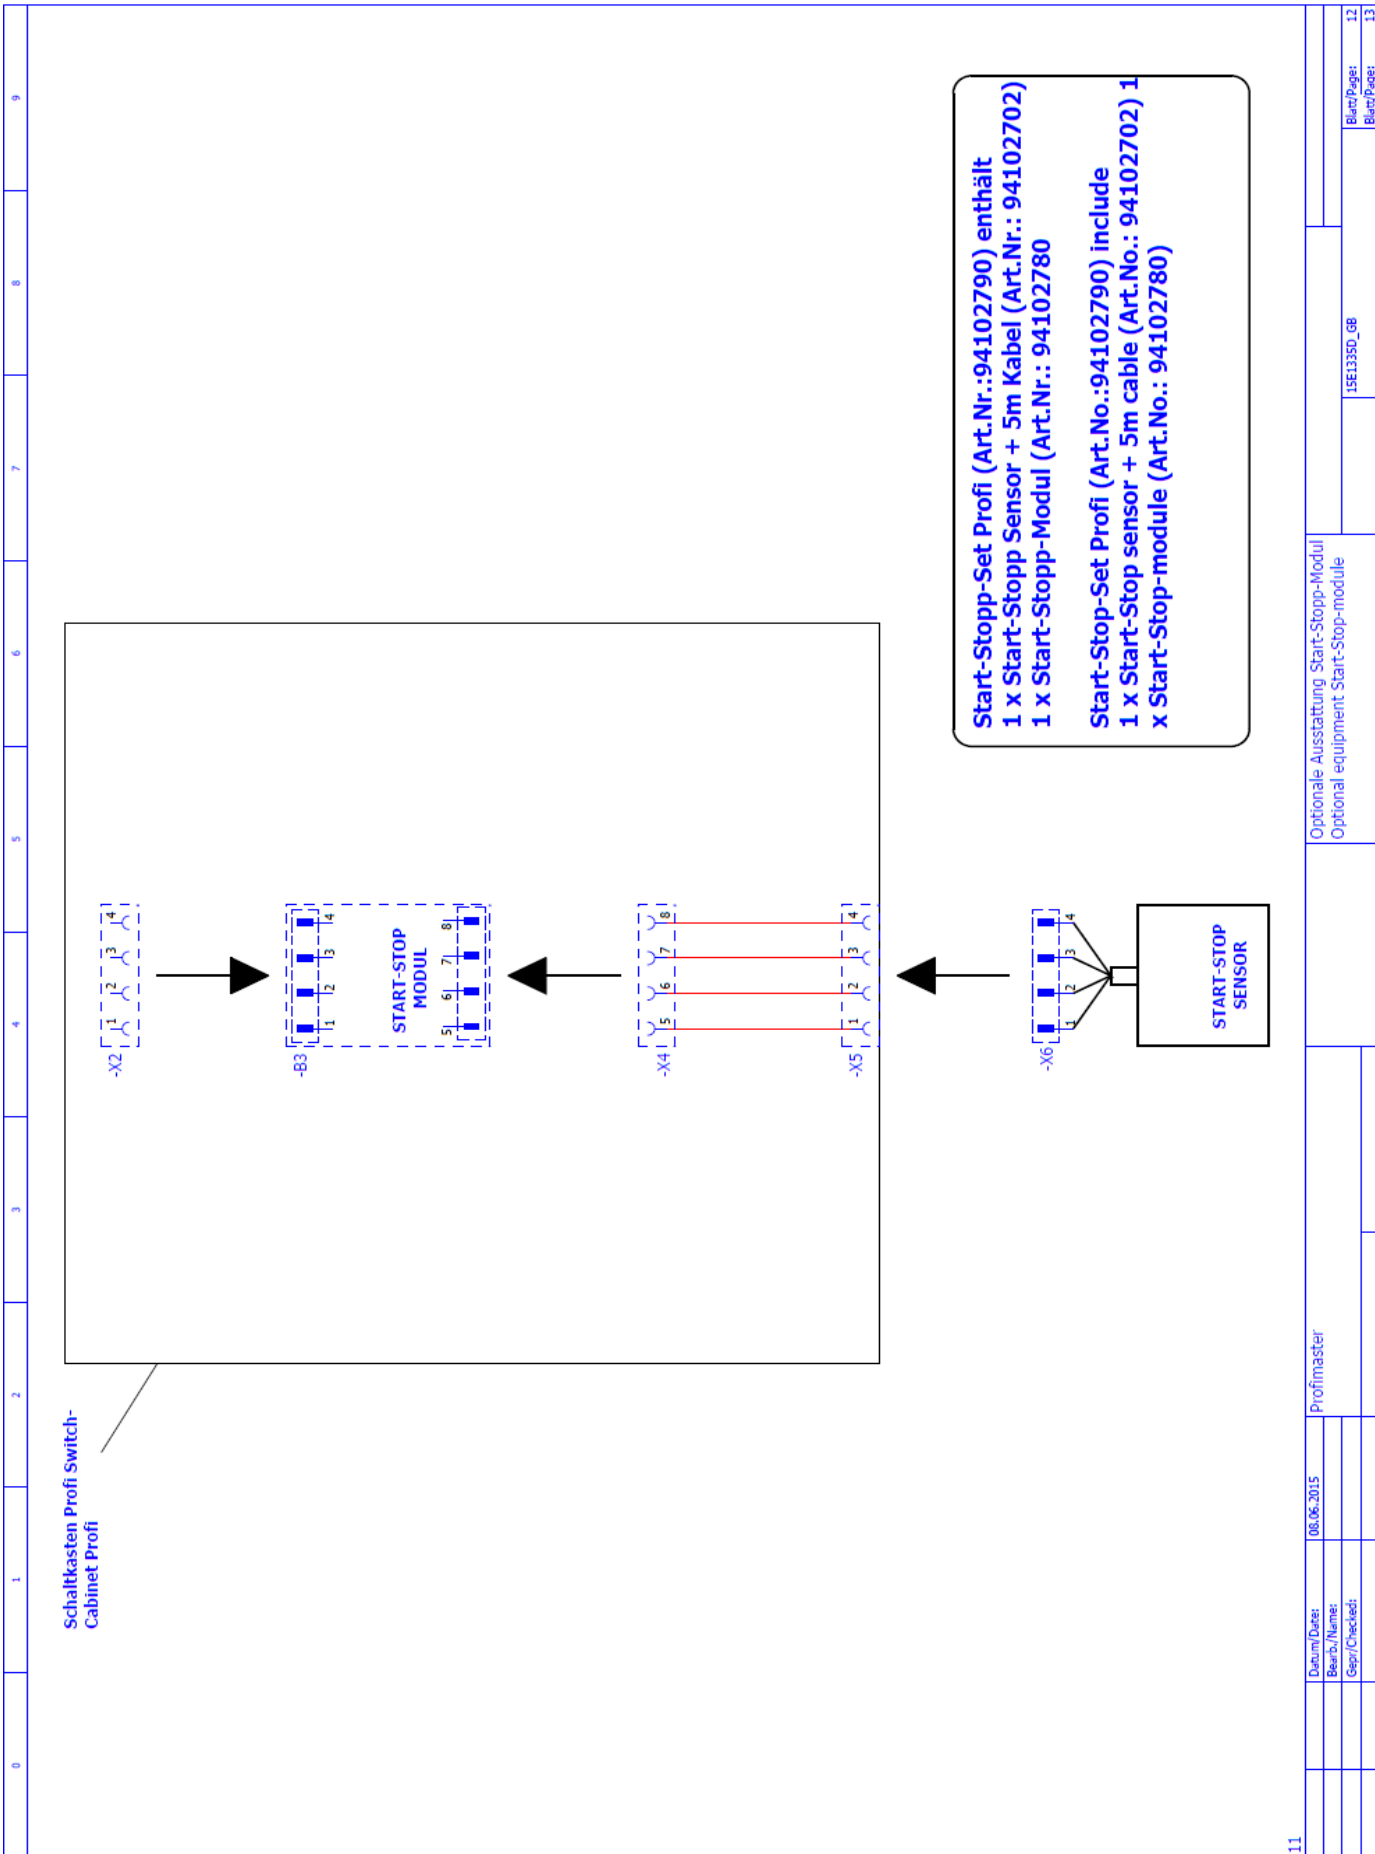 0 1 2 3 4 5 6 7 8 9
Schaltkasten Profi Switch-
Cabinet Profi
-X2 1 2 3 4
-B3 1 2 3 4
START-STOP
MODUL
5 6 7 8
-X4 5 6 7 8
-X5 1 2 3 4
-X6 1 2 3 4
START-STOP
SENSOR
Start-Stopp-Set Profi (Art.Nr.:94102790) enthält
1 x Start-Stopp Sensor + 5m Kabel (Art.Nr.: 94102702)
1 x Start-Stopp-Modul (Art.Nr.: 94102780
Start-Stop-Set Profi (Art.No.:94102790) include
1 x Start-Stop sensor + 5m cable (Art.No.: 94102702) 1
x Start-Stop-module (Art.No.: 94102780)
11
Datum/Date: 08.06.2015
Bearb./Name:
Gepr/Checked:
Profimaster
Optionale Ausstattung Start-Stopp-Modul
Optional equipment Start-Stop-module
15E1335D_GB
Blatt/Page: 12
Blatt/Page: 13